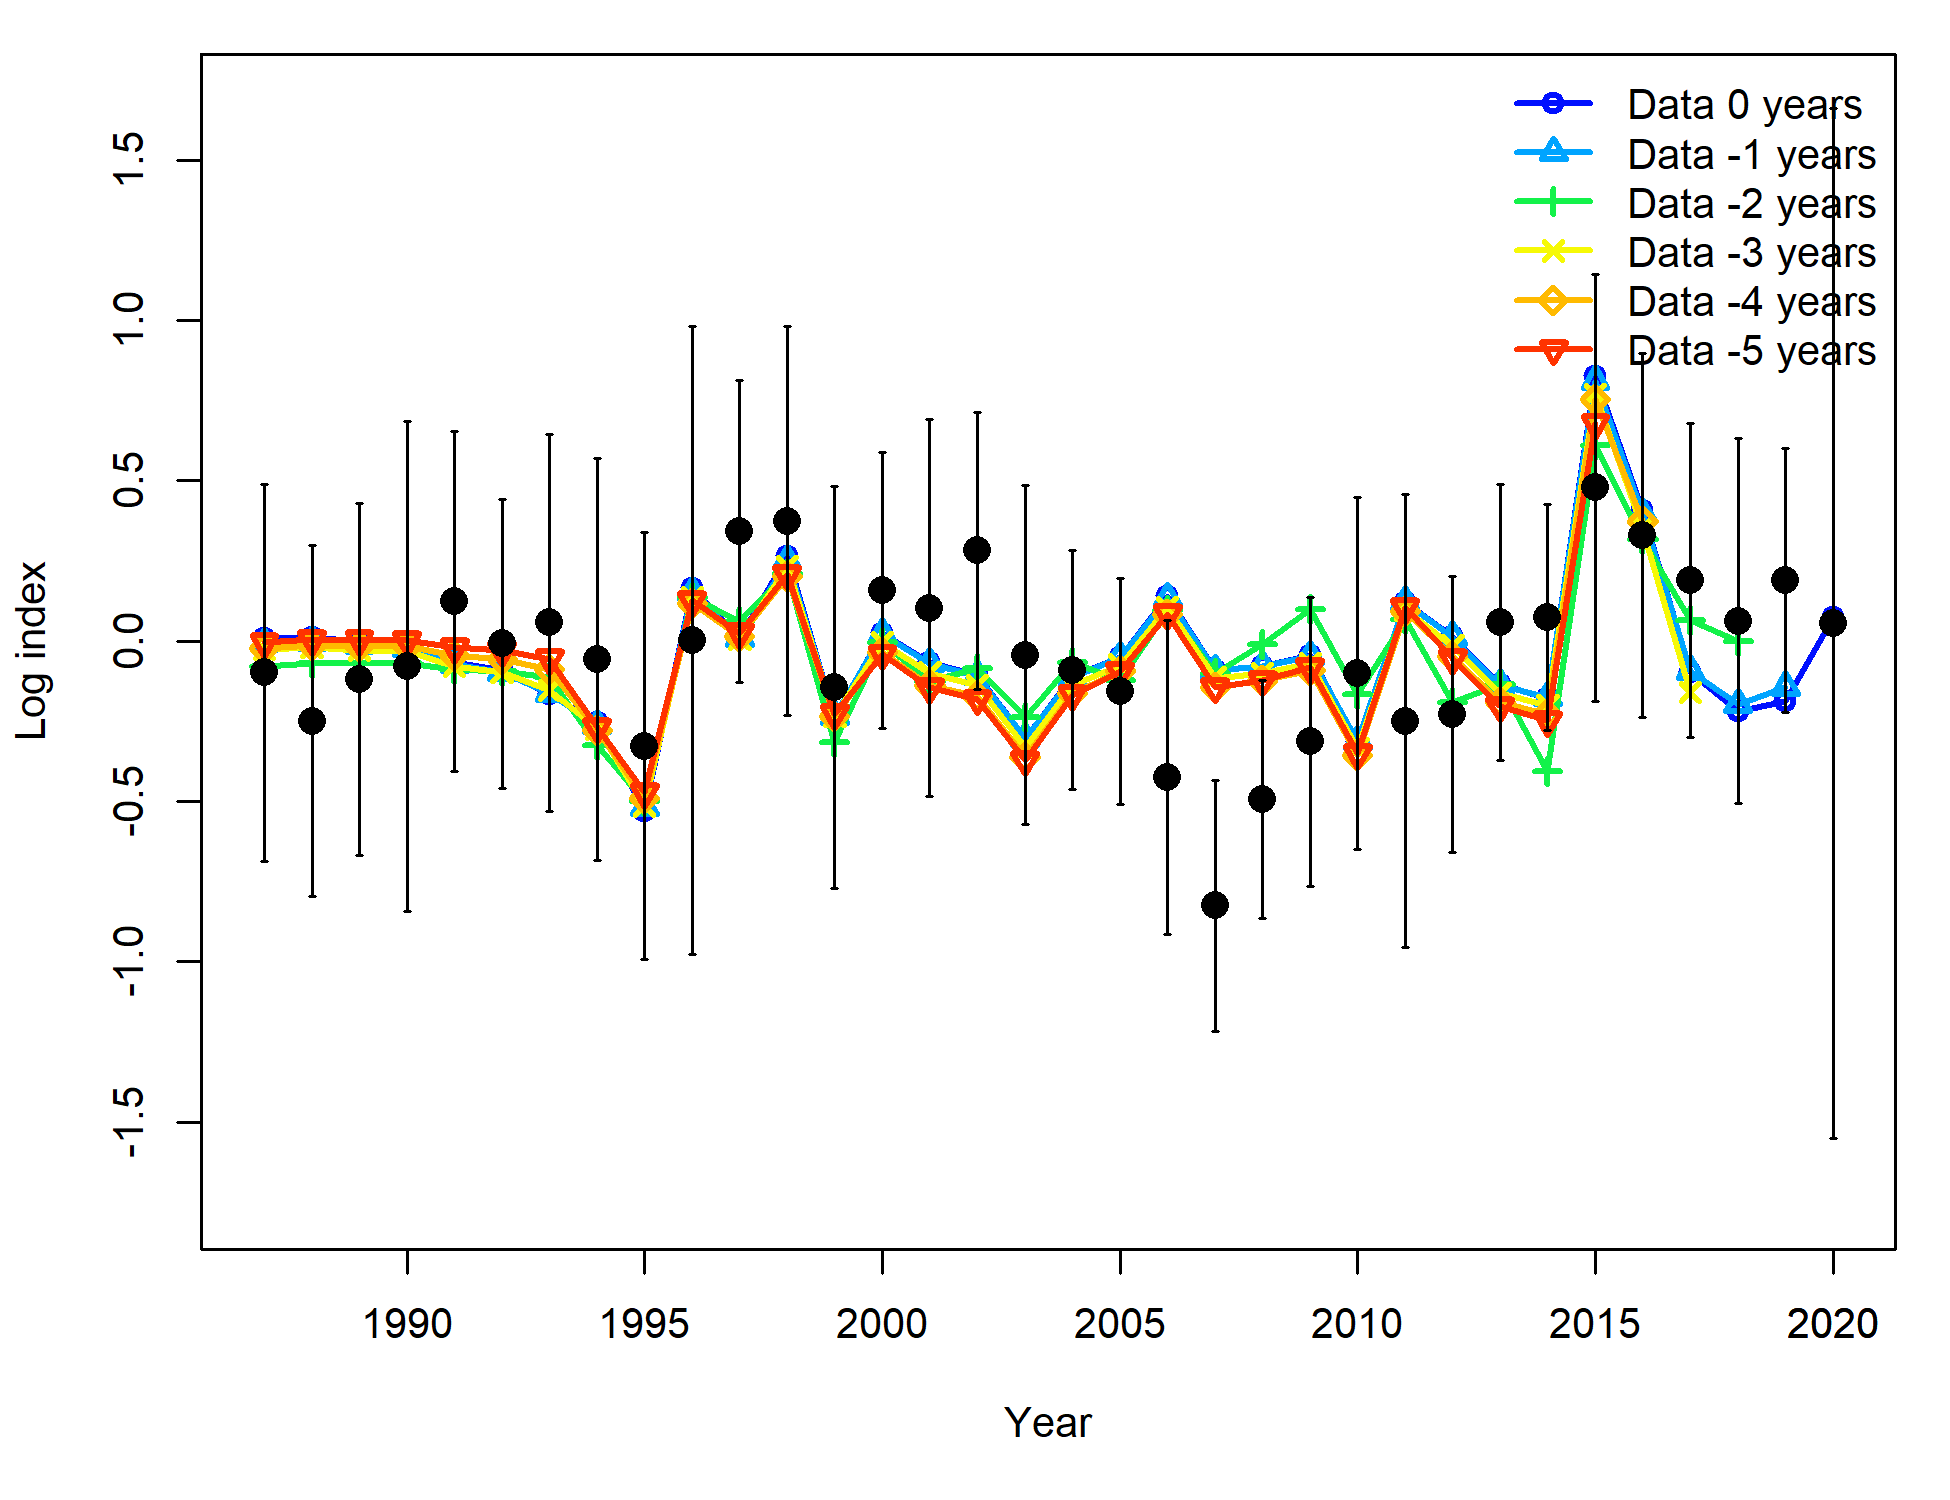 Data 0 years
Data -1 years
Data -2 years
Data -3 years
Data -4 years
Data -5 years
Log index
1.5
1.0
0.5
0.0
-0.5
-1.0
-1.5
1990 1995 2000 2005 2010 2015 2020
Year